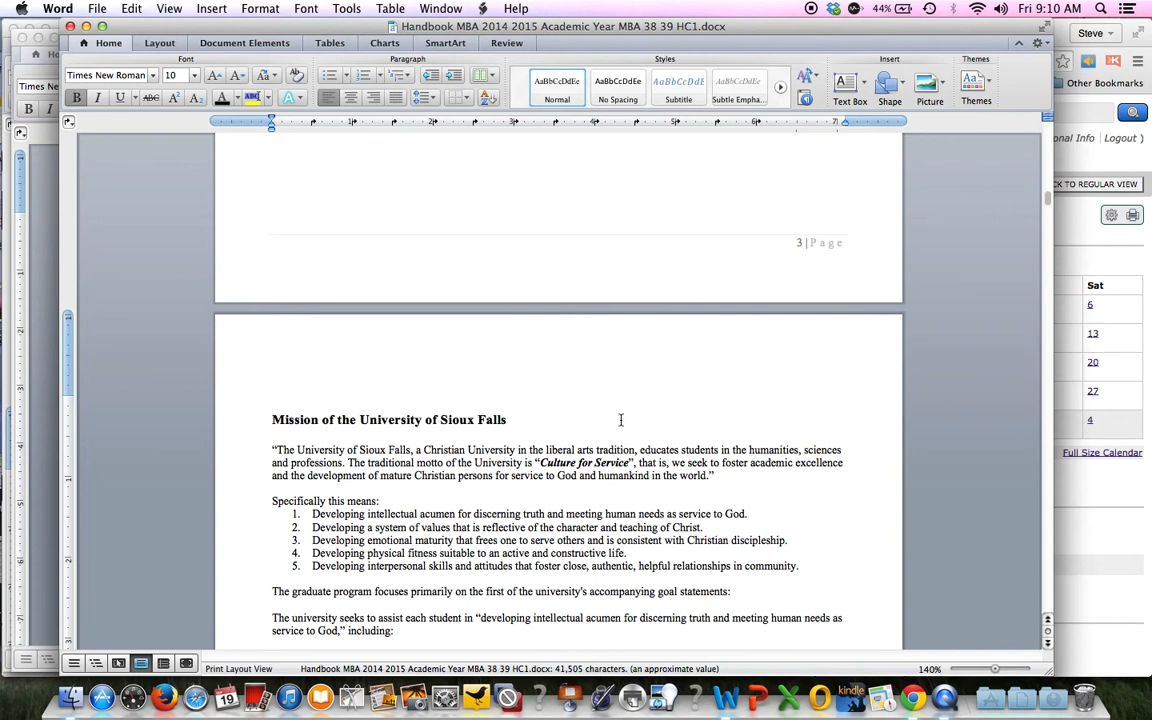 Word File Edit View Insert Format Font Tools Table Window Help 44% Fri 9:10 AM
Handbook MBA 2014 2015 Academic Year MBA 38 39 HC1.docx
Steve
Home Layout Document Elements Tables Charts SmartArt Review
Font Paragraph Styles Insert Themes
Other Bookmarks
Times New Roman 10
AaBbCcDdEe AaBbCcDdEe AaBbCcDdE AaBbCcDdEe
Normal No Spacing Subtitle Subtle Empha...
Text Box Shape Picture Themes
B I U ABC A² A₂
onal Info Logout )
CK TO REGULAR VIEW
3 | Page
Sat
6
13
20
27
4
Full Size Calendar
Mission of the University of Sioux Falls
“The University of Sioux Falls, a Christian University in the liberal arts tradition, educates students in the humanities, sciences
and professions. The traditional motto of the University is “Culture for Service”, that is, we seek to foster academic excellence
and the development of mature Christian persons for service to God and humankind in the world.”
Specifically this means:
1. Developing intellectual acumen for discerning truth and meeting human needs as service to God.
2. Developing a system of values that is reflective of the character and teaching of Christ.
3. Developing emotional maturity that frees one to serve others and is consistent with Christian discipleship.
4. Developing physical fitness suitable to an active and constructive life.
5. Developing interpersonal skills and attitudes that foster close, authentic, helpful relationships in community.
The graduate program focuses primarily on the first of the university's accompanying goal statements:
The university seeks to assist each student in “developing intellectual acumen for discerning truth and meeting human needs as
service to God,” including:
Print Layout View Handbook MBA 2014 2015 Academic Year MBA 38 39 HC1.docx: 41,505 characters. (an approximate value) 140%
19
kindle